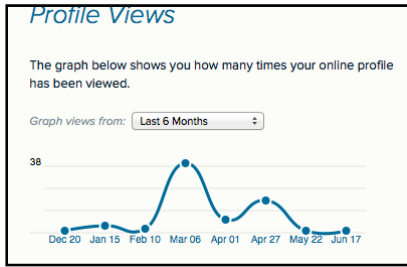 Profile Views
The graph below shows you how many times your online profile
has been viewed.
Graph views from: Last 6 Months
38
Dec 20 Jan 15 Feb 10 Mar 06 Apr 01 Apr 27 May 22 Jun 17